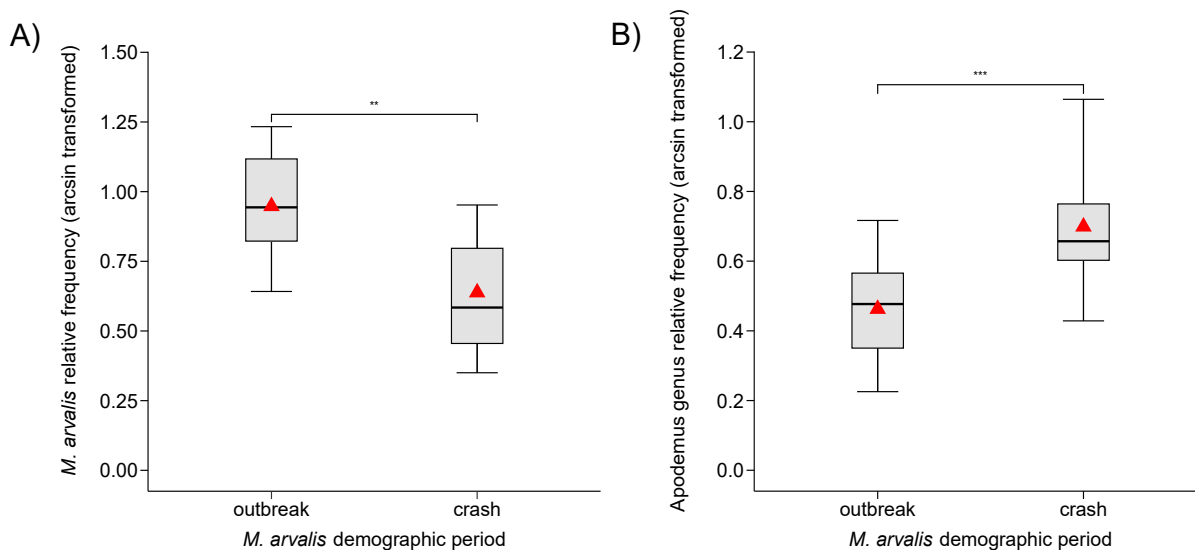 A)
M. arvalis relative frequency (arcsin transformed)
1.50
1.25
1.00
0.75
0.50
0.25
0.00
**
outbreak
crash
M. arvalis demographic period
B)
Apodemus genus relative frequency (arcsin transformed)
1.2
1.0
0.8
0.6
0.4
0.2
0.0
***
outbreak
crash
M. arvalis demographic period